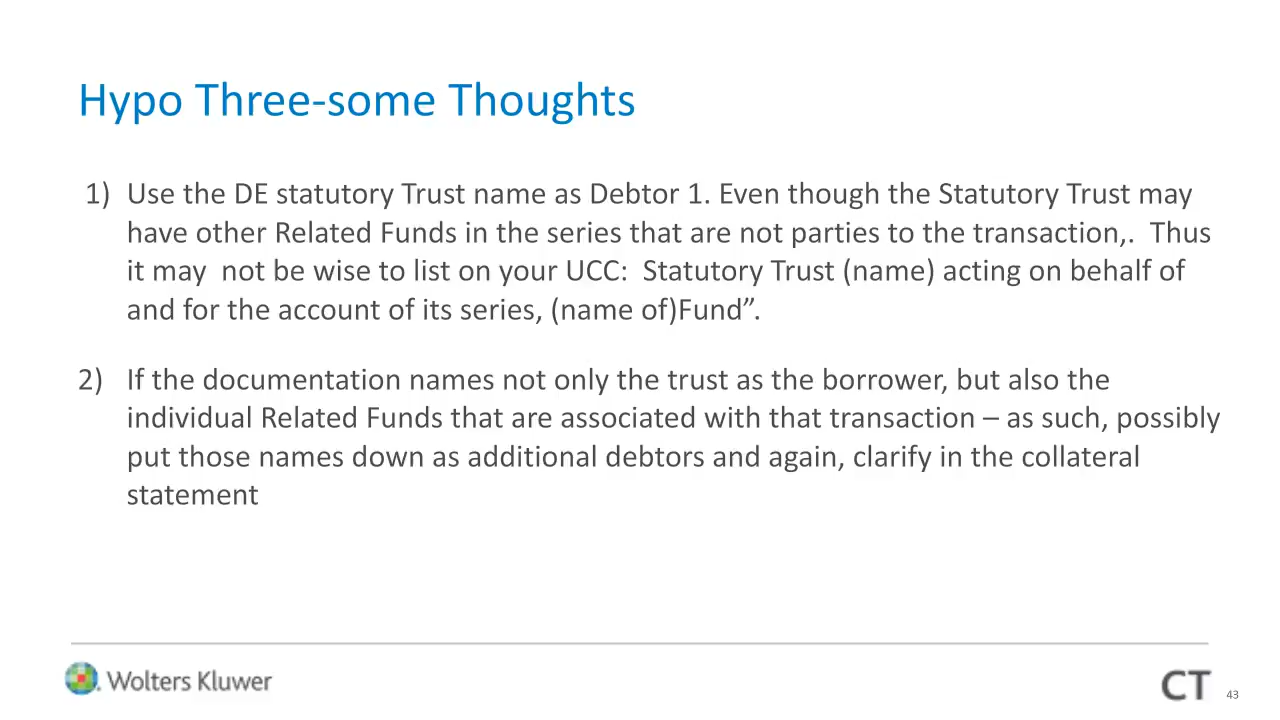 Hypo Three-some Thoughts
1) Use the DE statutory Trust name as Debtor 1. Even though the Statutory Trust may
have other Related Funds in the series that are not parties to the transaction,.  Thus
it may  not be wise to list on your UCC:  Statutory Trust (name) acting on behalf of
and for the account of its series, (name of)Fund”.
2) If the documentation names not only the trust as the borrower, but also the
individual Related Funds that are associated with that transaction – as such, possibly
put those names down as additional debtors and again, clarify in the collateral
statement
Wolters Kluwer
CT
43